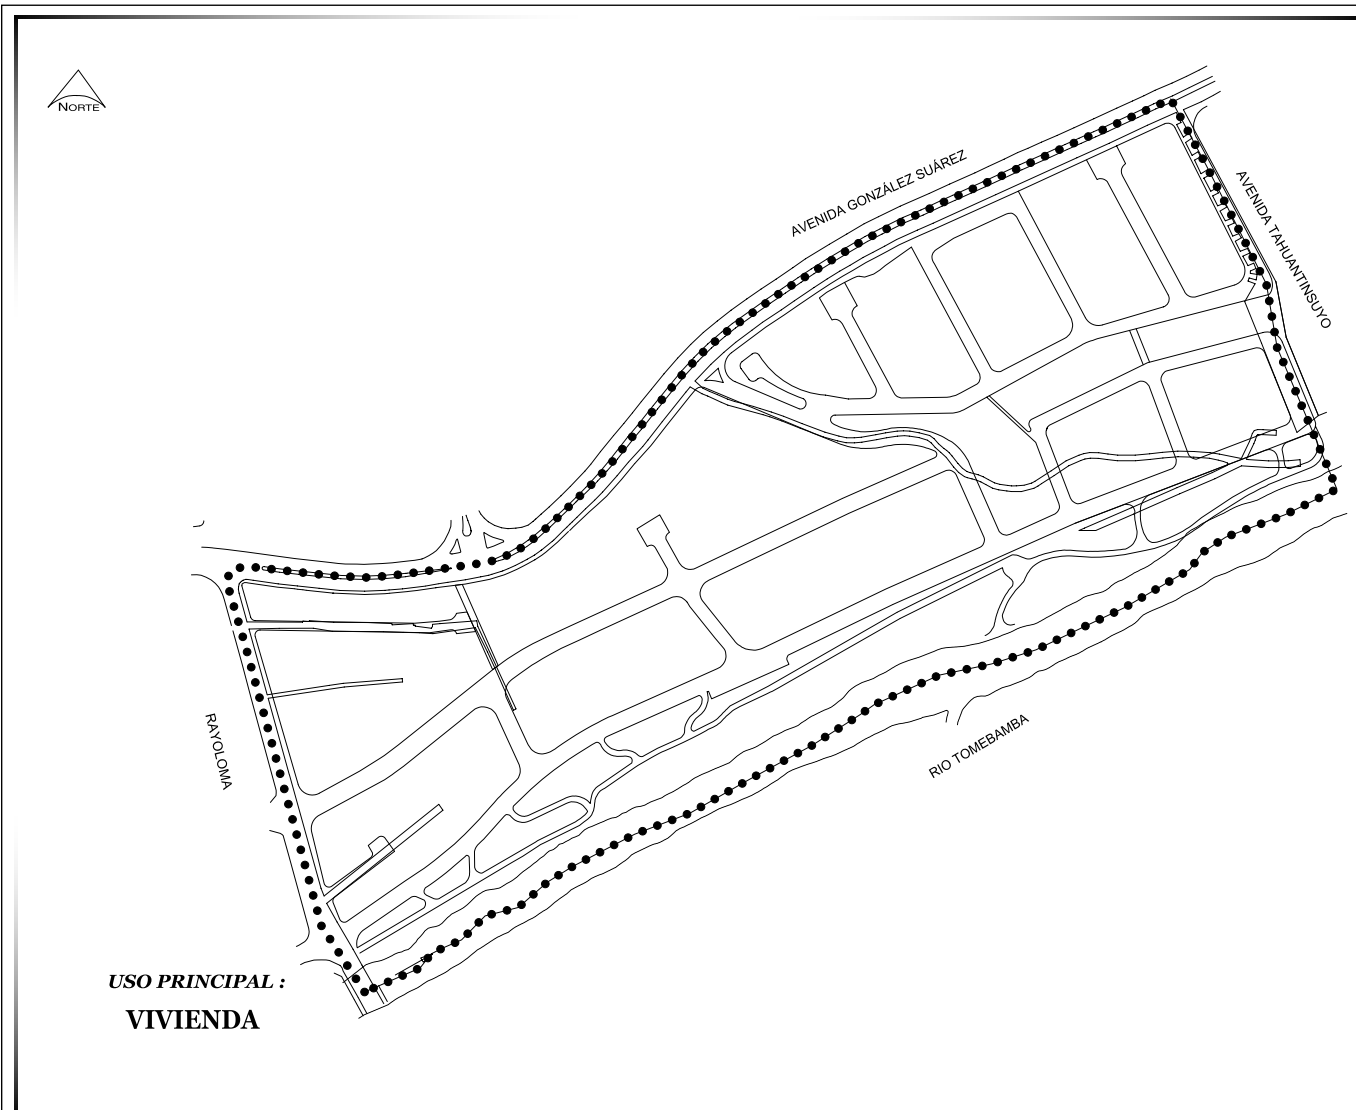 NORTE
AVENIDA GONZÁLEZ SUÁREZ
AVENIDA TAHUANTINSUYO
RAYOLOMA
RIO TOMEBAMBA
USO PRINCIPAL :
VIVIENDA